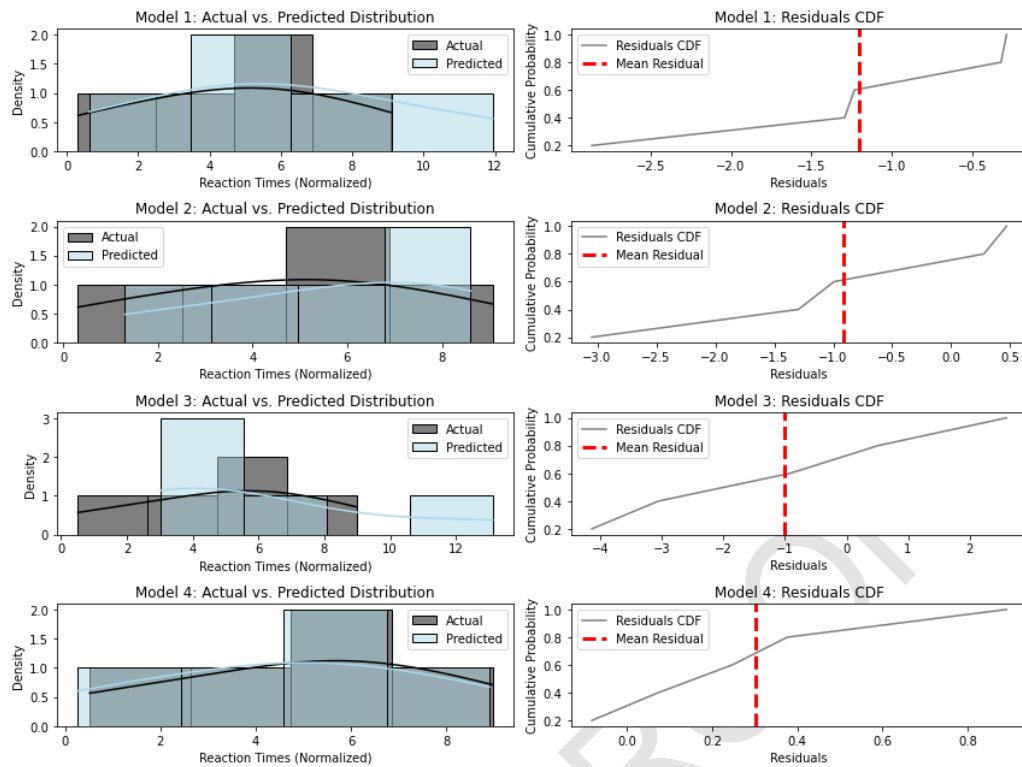 Model 1: Actual vs. Predicted Distribution
Density
2.0
1.5
1.0
0.5
0.0
Actual
Predicted
0 2 4 6 8 10 12
Reaction Times (Normalized)
Model 1: Residuals CDF
Cumulative Probability
1.0
0.8
0.6
0.4
0.2
Residuals CDF
Mean Residual
−2.5 −2.0 −1.5 −1.0 −0.5
Residuals
Model 2: Actual vs. Predicted Distribution
Density
2.0
1.5
1.0
0.5
0.0
Actual
Predicted
0 2 4 6 8
Reaction Times (Normalized)
Model 2: Residuals CDF
Cumulative Probability
1.0
0.8
0.6
0.4
0.2
Residuals CDF
Mean Residual
−3.0 −2.5 −2.0 −1.5 −1.0 −0.5 0.0 0.5
Residuals
Model 3: Actual vs. Predicted Distribution
Density
3
2
1
0
Actual
Predicted
0 2 4 6 8 10 12
Reaction Times (Normalized)
Model 3: Residuals CDF
Cumulative Probability
1.0
0.8
0.6
0.4
0.2
Residuals CDF
Mean Residual
−4 −3 −2 −1 0 1 2
Residuals
Model 4: Actual vs. Predicted Distribution
Density
2.0
1.5
1.0
0.5
0.0
Actual
Predicted
0 2 4 6 8
Reaction Times (Normalized)
Model 4: Residuals CDF
Cumulative Probability
1.0
0.8
0.6
0.4
0.2
Residuals CDF
Mean Residual
0.0 0.2 0.4 0.6 0.8
Residuals